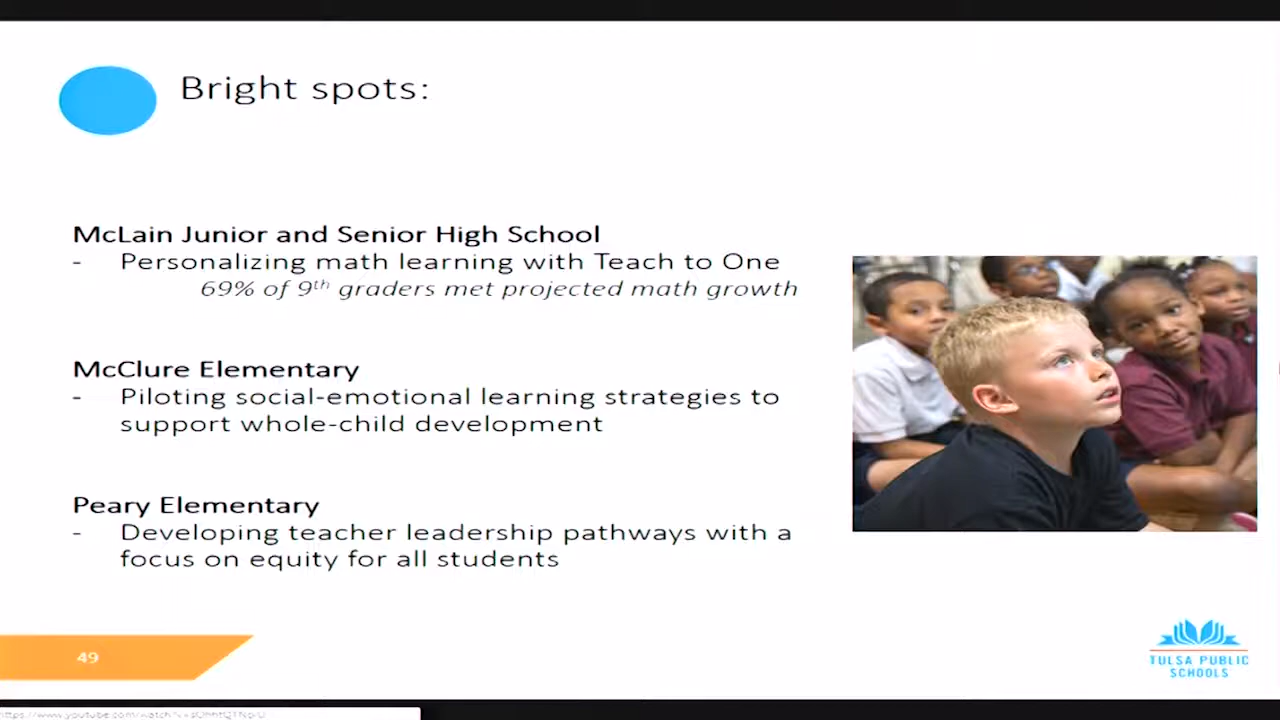 Bright spots:
McLain Junior and Senior High School
- Personalizing math learning with Teach to One
69% of 9th graders met projected math growth
McClure Elementary
- Piloting social-emotional learning strategies to
support whole-child development
Peary Elementary
- Developing teacher leadership pathways with a
focus on equity for all students
49
TULSA PUBLIC
SCHOOLS